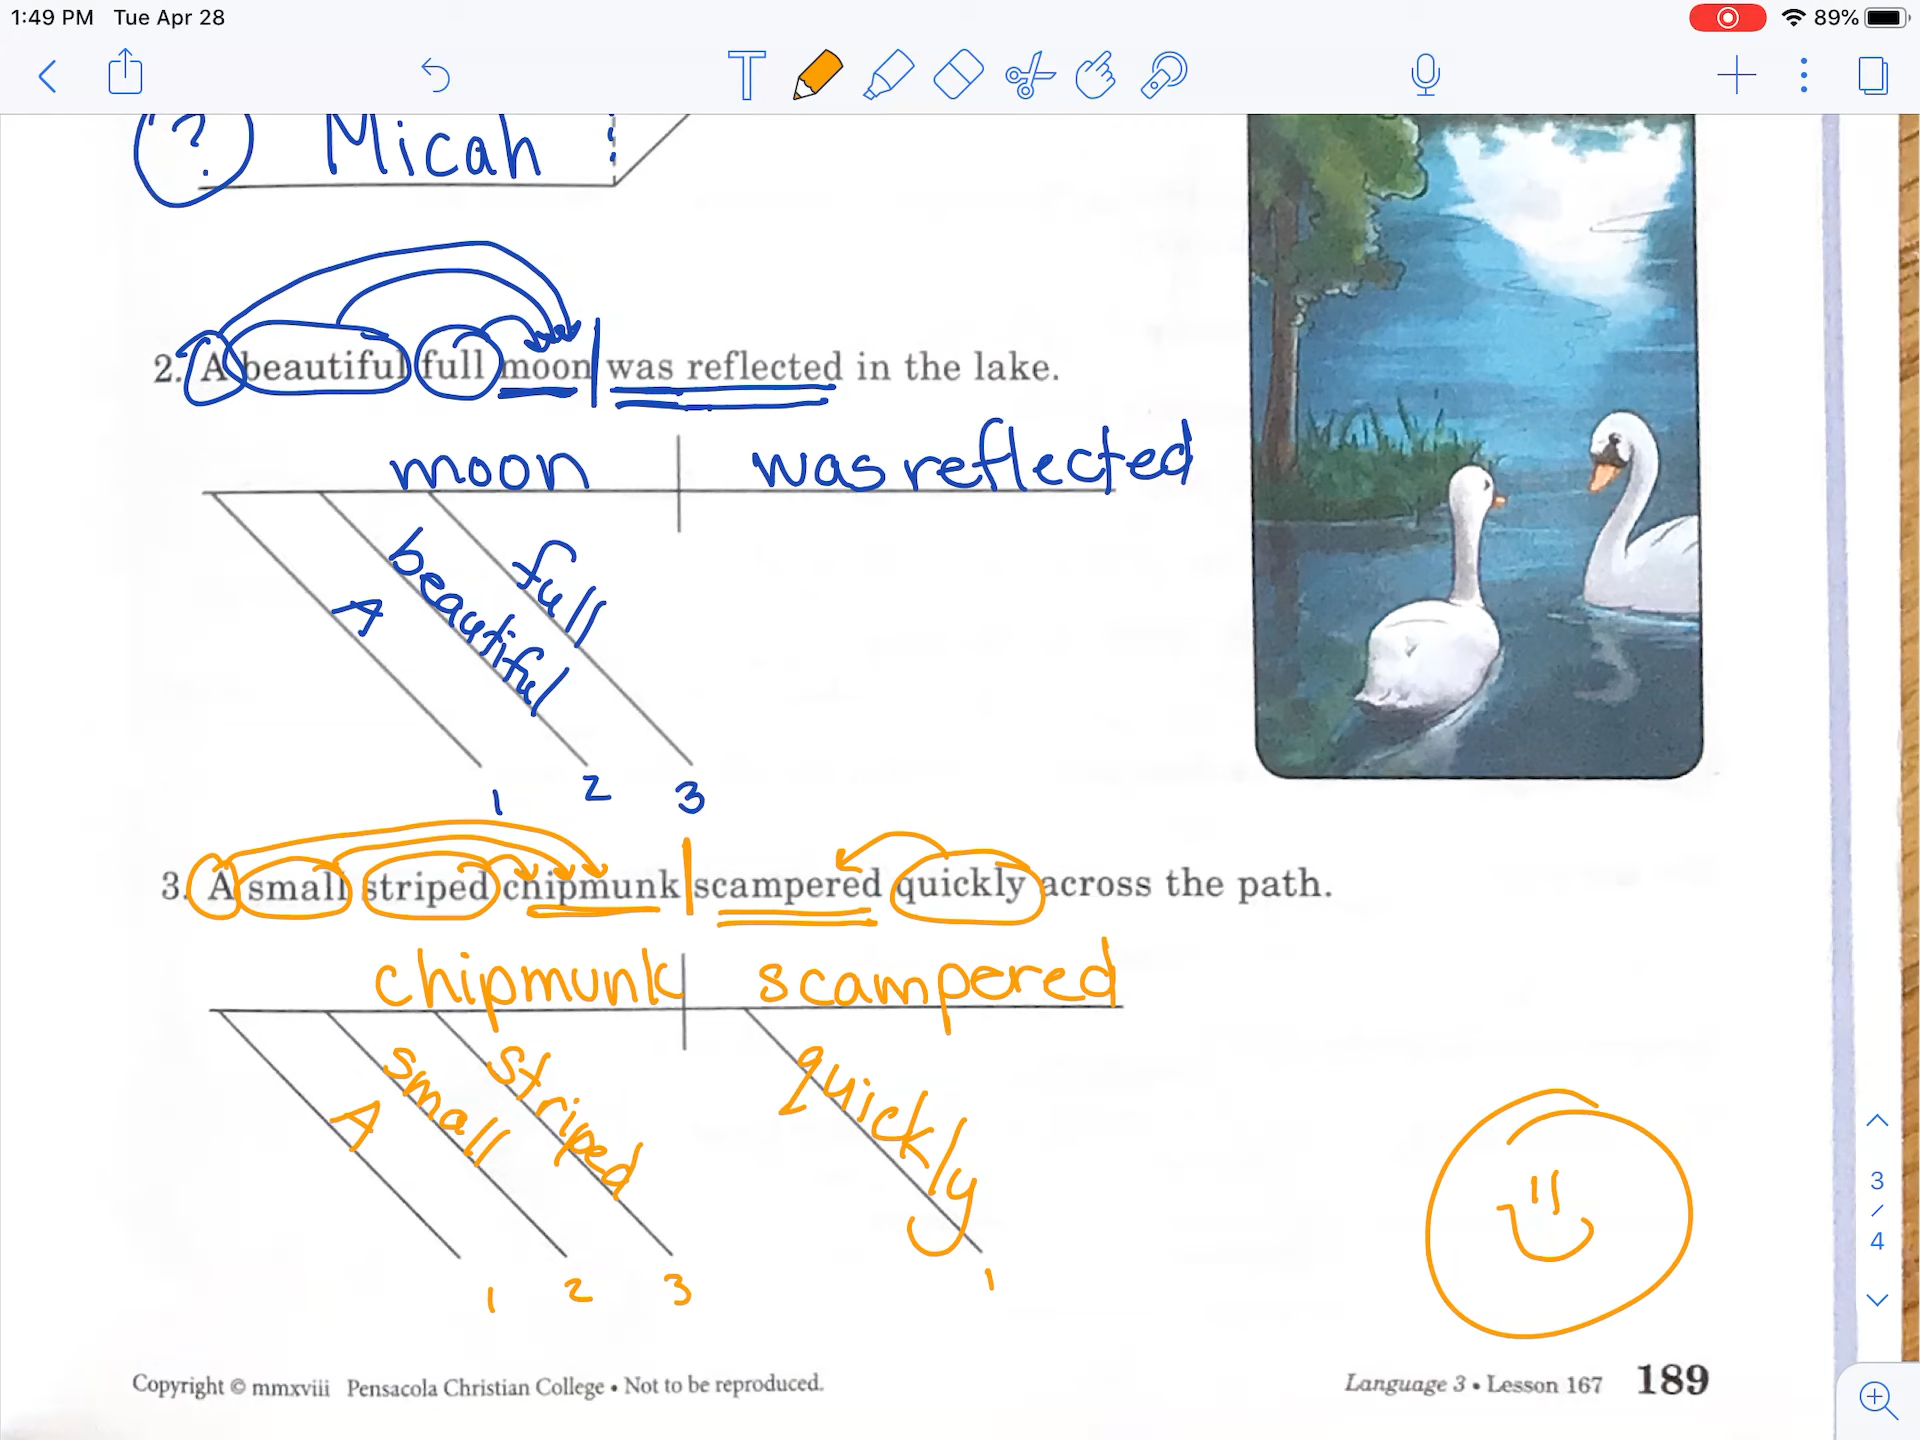 1:49 PM Tue Apr 28
89%
T
? Micah
2. A beautiful full moon was reflected in the lake.
moon was reflected
A beautiful full
1 2 3
3. A small striped chipmunk scampered quickly across the path.
chipmunk scampered
A small striped quickly
1 2 3 1
3
/
4
Copyright © mmxviii Pensacola Christian College • Not to be reproduced.
Language 3 • Lesson 167 189